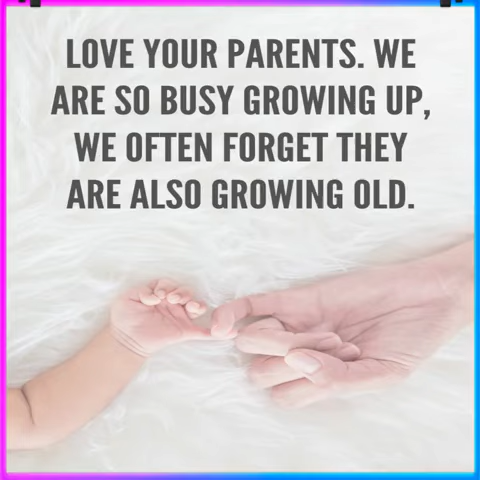 LOVE YOUR PARENTS. WE
ARE SO BUSY GROWING UP,
WE OFTEN FORGET THEY
ARE ALSO GROWING OLD.